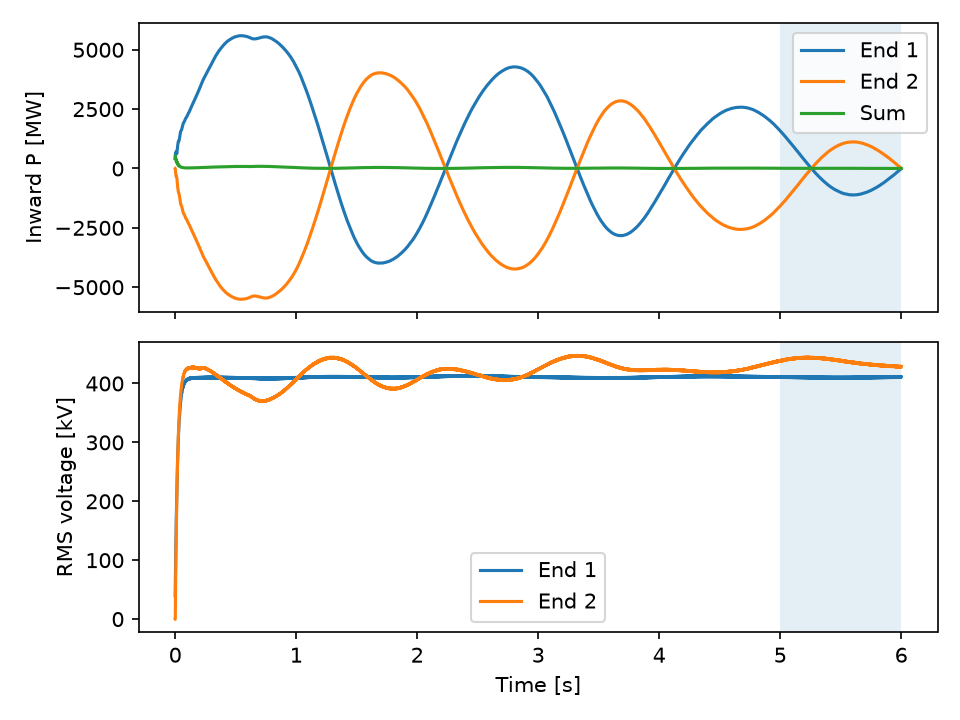 Inward P [MW]
5000
2500
0
−2500
−5000
End 1
End 2
Sum
RMS voltage [kV]
400
300
200
100
0
End 1
End 2
0 1 2 3 4 5 6
Time [s]